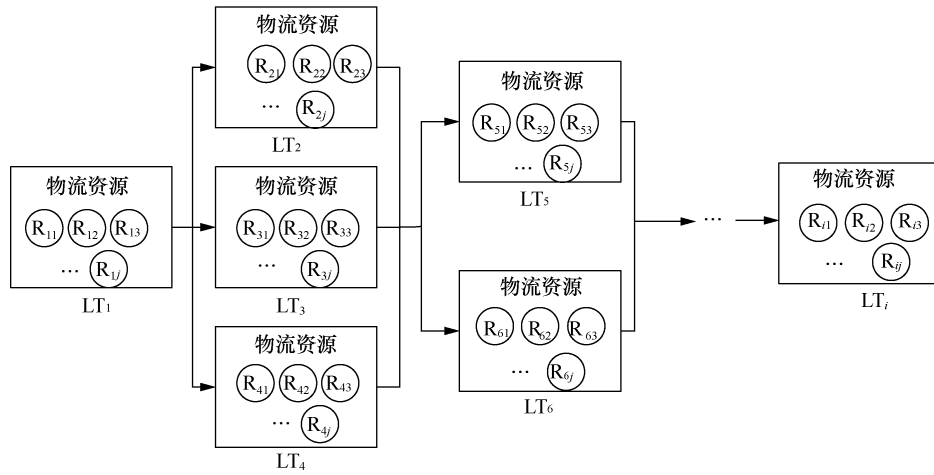 物流资源
R₁₁ R₁₂ R₁₃
… R₁ⱼ
LT₁
物流资源
R₂₁ R₂₂ R₂₃
… R₂ⱼ
LT₂
物流资源
R₃₁ R₃₂ R₃₃
… R₃ⱼ
LT₃
物流资源
R₄₁ R₄₂ R₄₃
… R₄ⱼ
LT₄
物流资源
R₅₁ R₅₂ R₅₃
… R₅ⱼ
LT₅
物流资源
R₆₁ R₆₂ R₆₃
… R₆ⱼ
LT₆
…
物流资源
Rᵢ₁ Rᵢ₂ Rᵢ₃
… Rᵢⱼ
LTᵢ